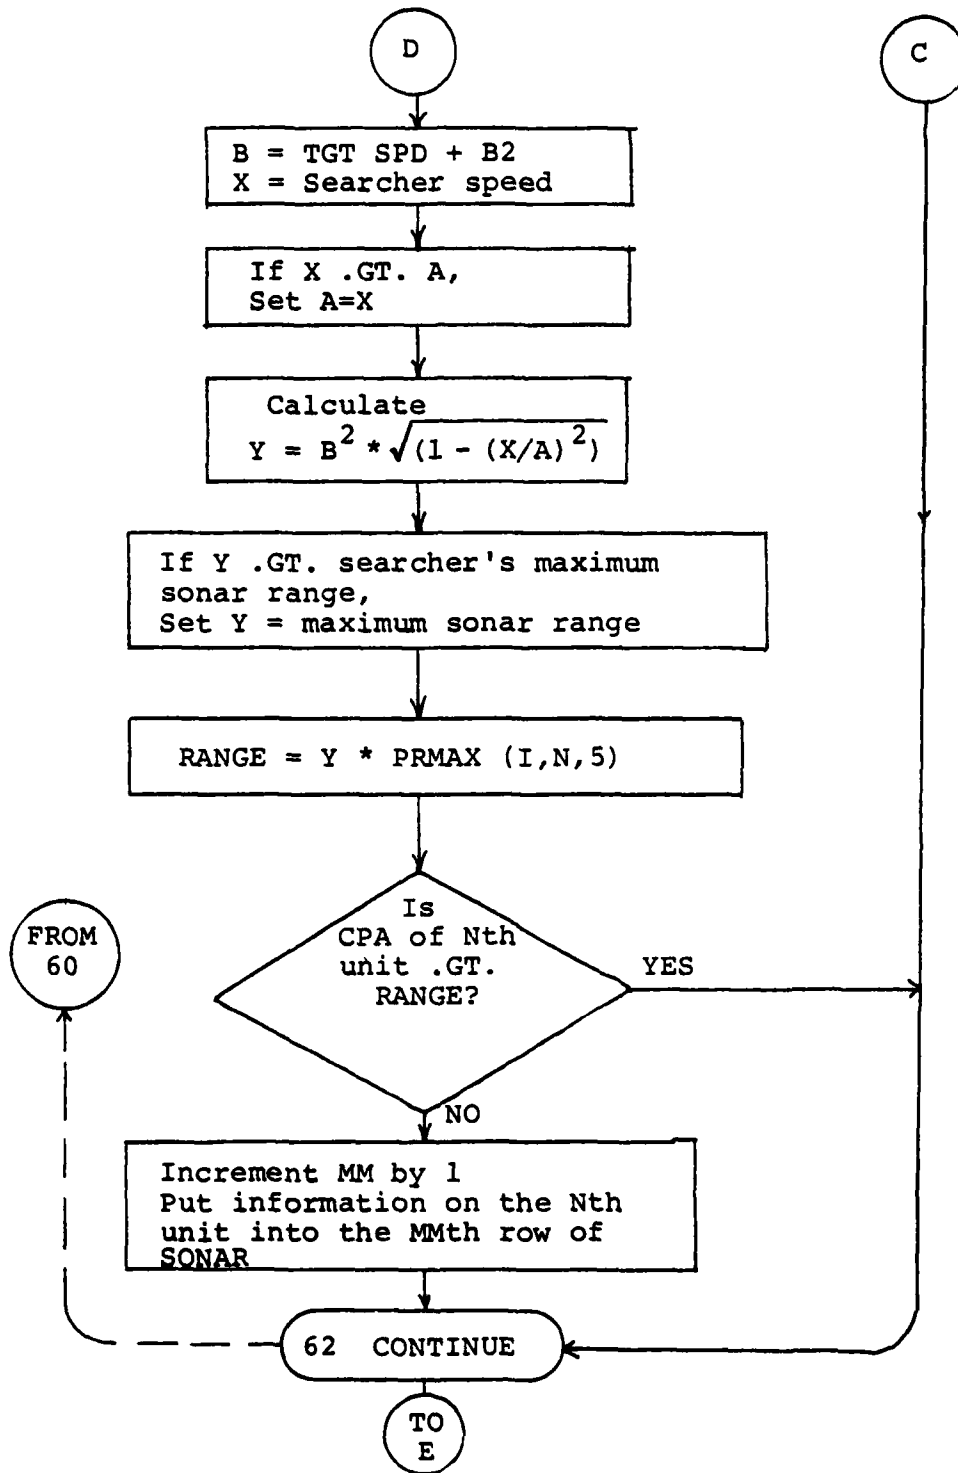 D
C
B = TGT SPD + B2
X = Searcher speed
If X .GT. A,
Set A=X
Calculate
Y = B² * √(1 - (X/A)²)
If Y .GT. searcher's maximum
sonar range,
Set Y = maximum sonar range
RANGE = Y * PRMAX (I,N,5)
Is
CPA of Nth
unit .GT.
RANGE?
YES
FROM
60
NO
Increment MM by 1
Put information on the Nth
unit into the MMth row of
SONAR
62 CONTINUE
TO
E